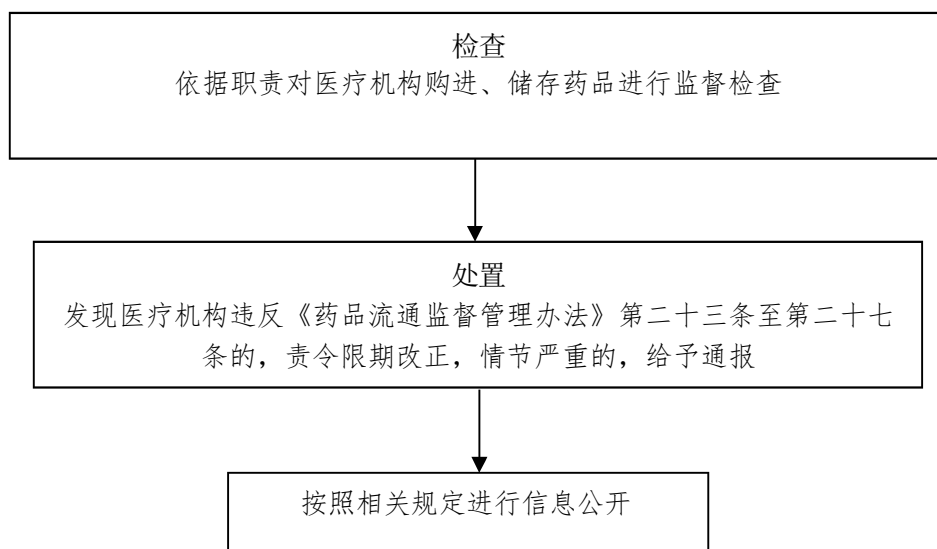 检查
依据职责对医疗机构购进、储存药品进行监督检查
处置
发现医疗机构违反《药品流通监督管理办法》第二十三条至第二十七
条的，责令限期改正，情节严重的，给予通报
按照相关规定进行信息公开